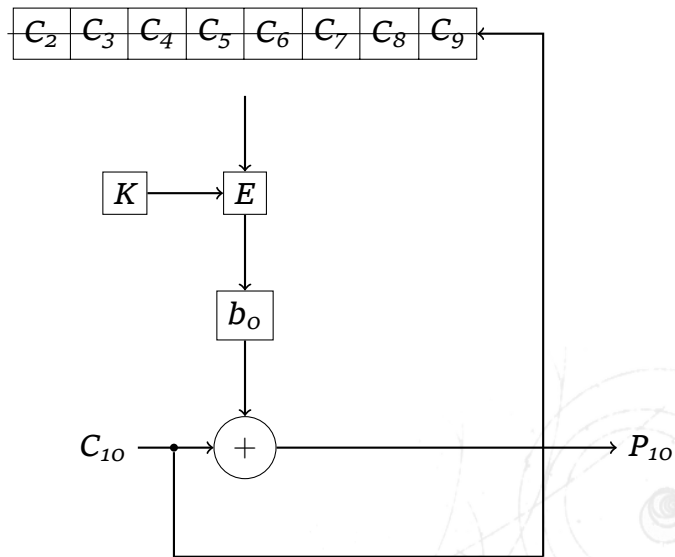 C₂ C₃ C₄ C₅ C₆ C₇ C₈ C₉
K E
b₀
C₁₀ + P₁₀